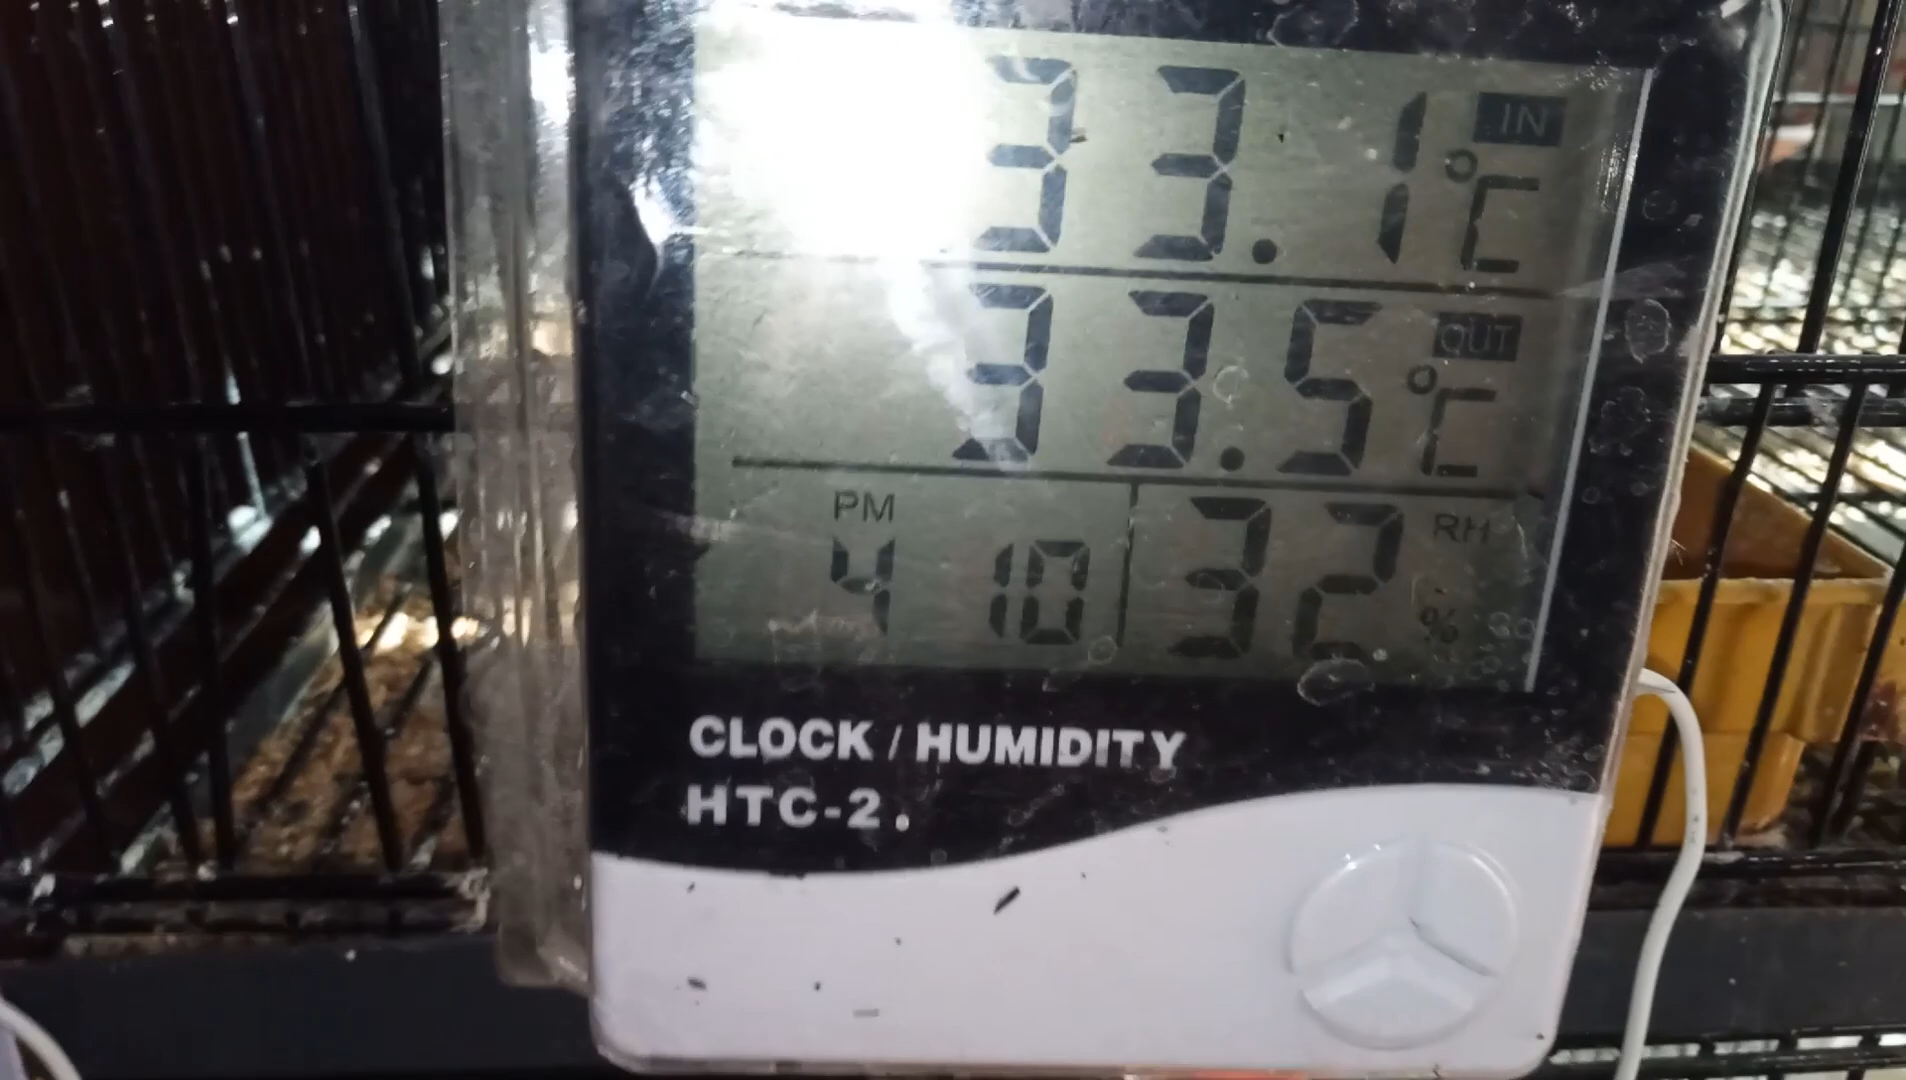 33.1 °C IN
33.5 °C OUT
PM
4 10
32 % RH
CLOCK / HUMIDITY
HTC-2.